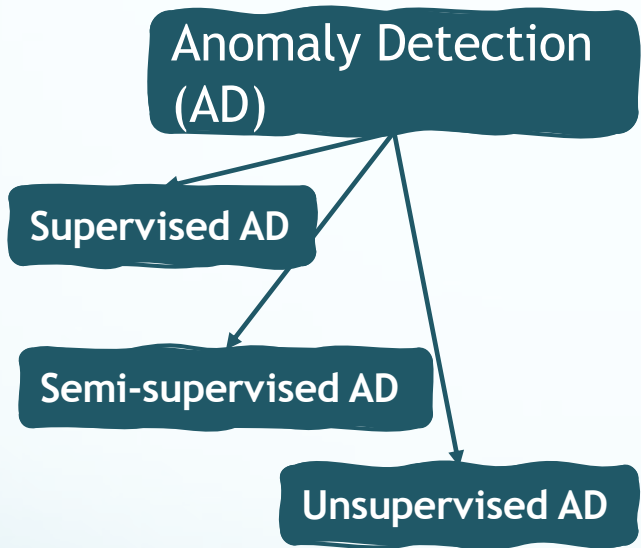 Anomaly Detection
(AD)
Supervised AD
Semi-supervised AD
Unsupervised AD